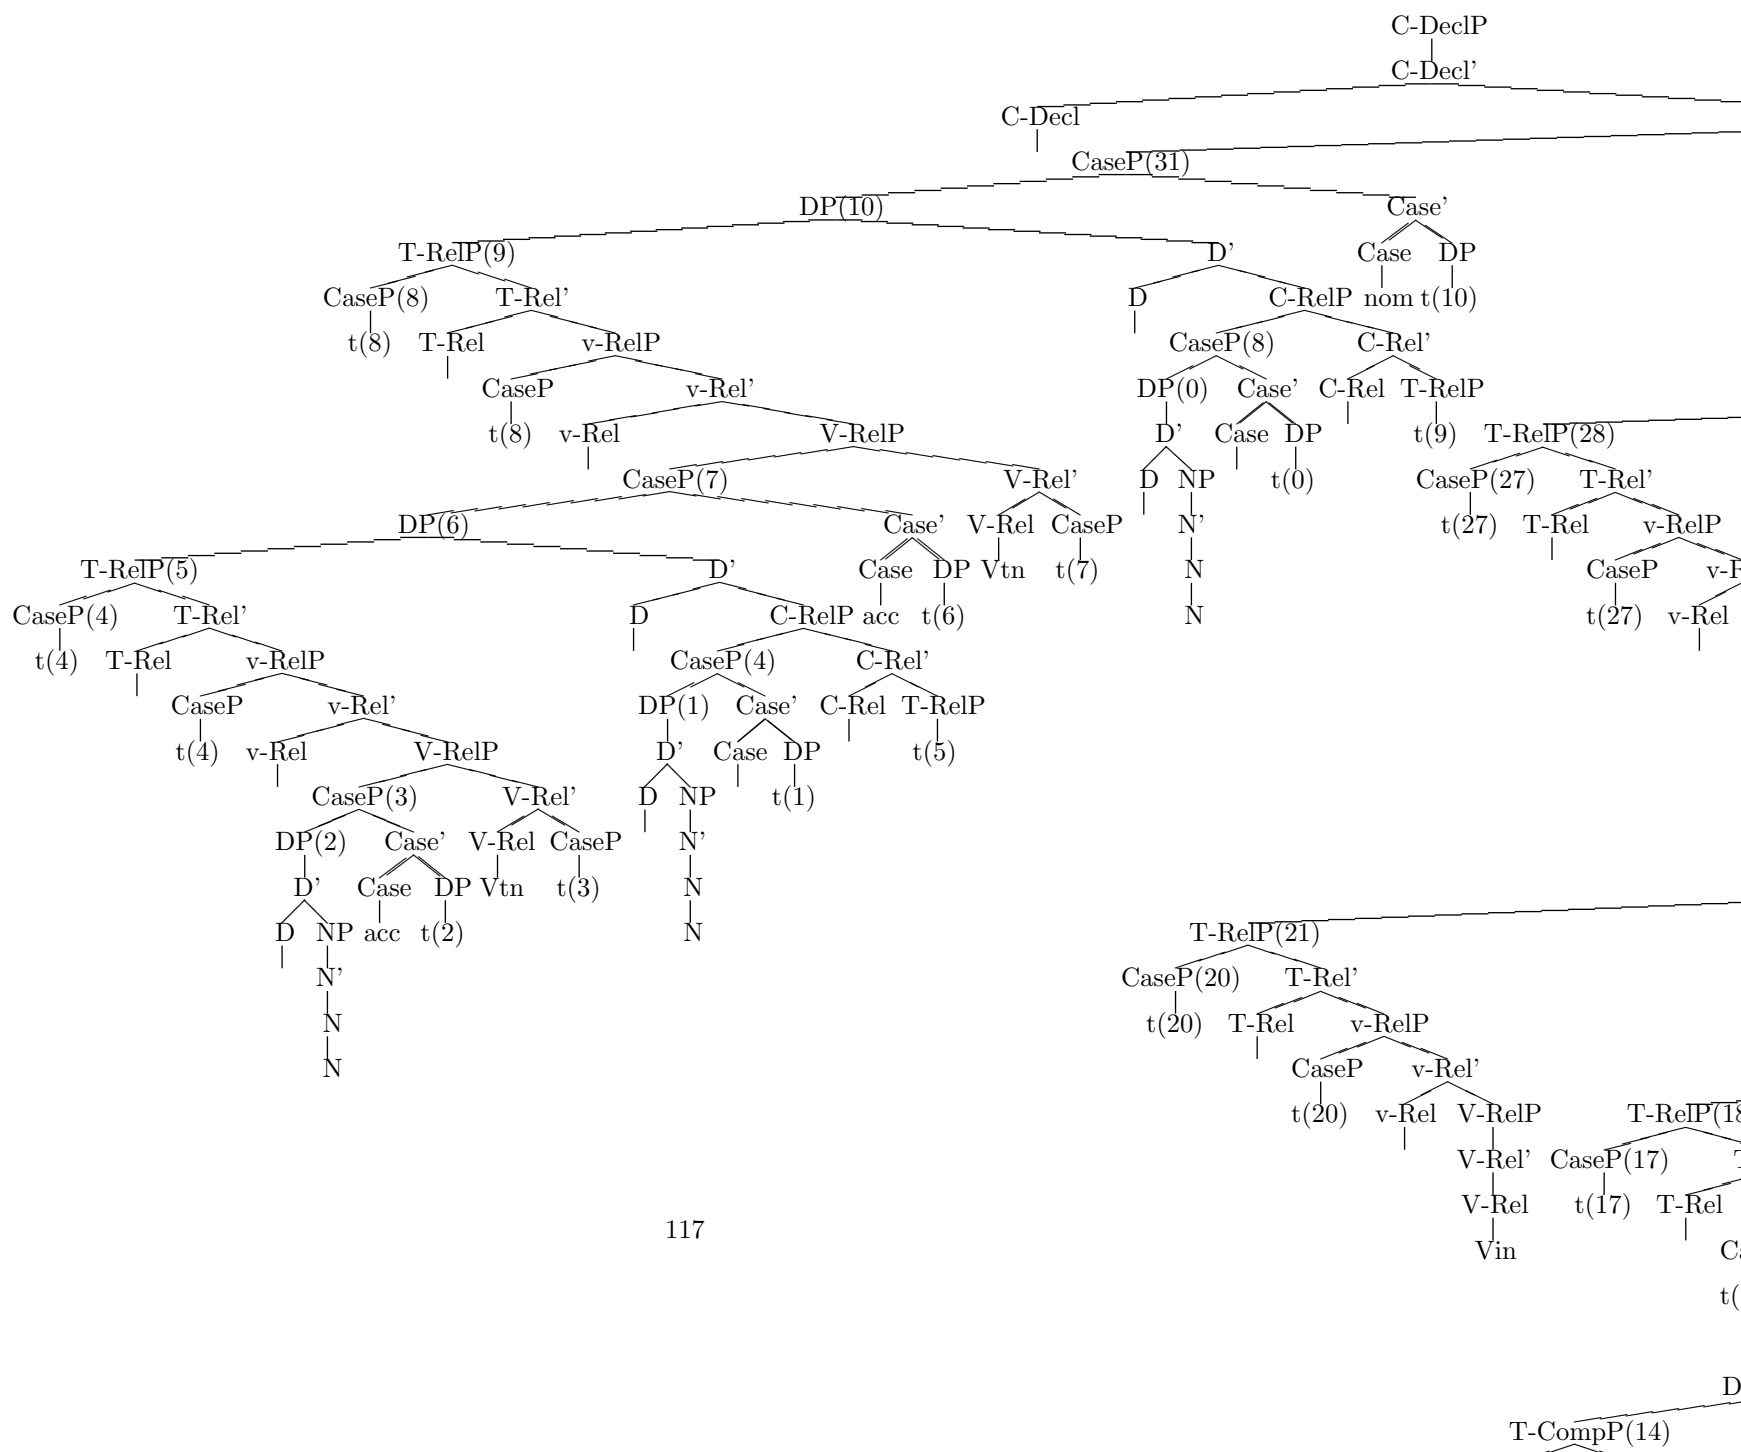 C-DeclP
C-Decl'
C-Decl
CaseP(31)
DP(10) Case'
T-RelP(9) D' Case DP
CaseP(8) T-Rel' D C-RelP nom t(10)
t(8) T-Rel v-RelP CaseP(8) C-Rel'
CaseP v-Rel' DP(0) Case' C-Rel T-RelP
t(8) v-Rel V-RelP D' Case DP t(9) T-RelP(28)
CaseP(7) V-Rel' D NP t(0) CaseP(27) T-Rel'
DP(6) Case' V-Rel CaseP N' t(27) T-Rel v-RelP
T-RelP(5) D' Case DP Vtn t(7) N CaseP v-R
CaseP(4) T-Rel' D C-RelP acc t(6) N t(27) v-Rel
t(4) T-Rel v-RelP CaseP(4) C-Rel'
CaseP v-Rel' DP(1) Case' C-Rel T-RelP
t(4) v-Rel V-RelP D' Case DP t(5)
CaseP(3) V-Rel' D NP t(1)
DP(2) Case' V-Rel CaseP N'
D' Case DP Vtn t(3) N
D NP acc t(2) N T-RelP(21)
N' CaseP(20) T-Rel'
N t(20) T-Rel v-RelP
N CaseP v-Rel'
t(20) v-Rel V-RelP T-RelP(18
V-Rel' CaseP(17) T
V-Rel t(17) T-Rel
117
Vin Ca
t(
D
T-CompP(14)